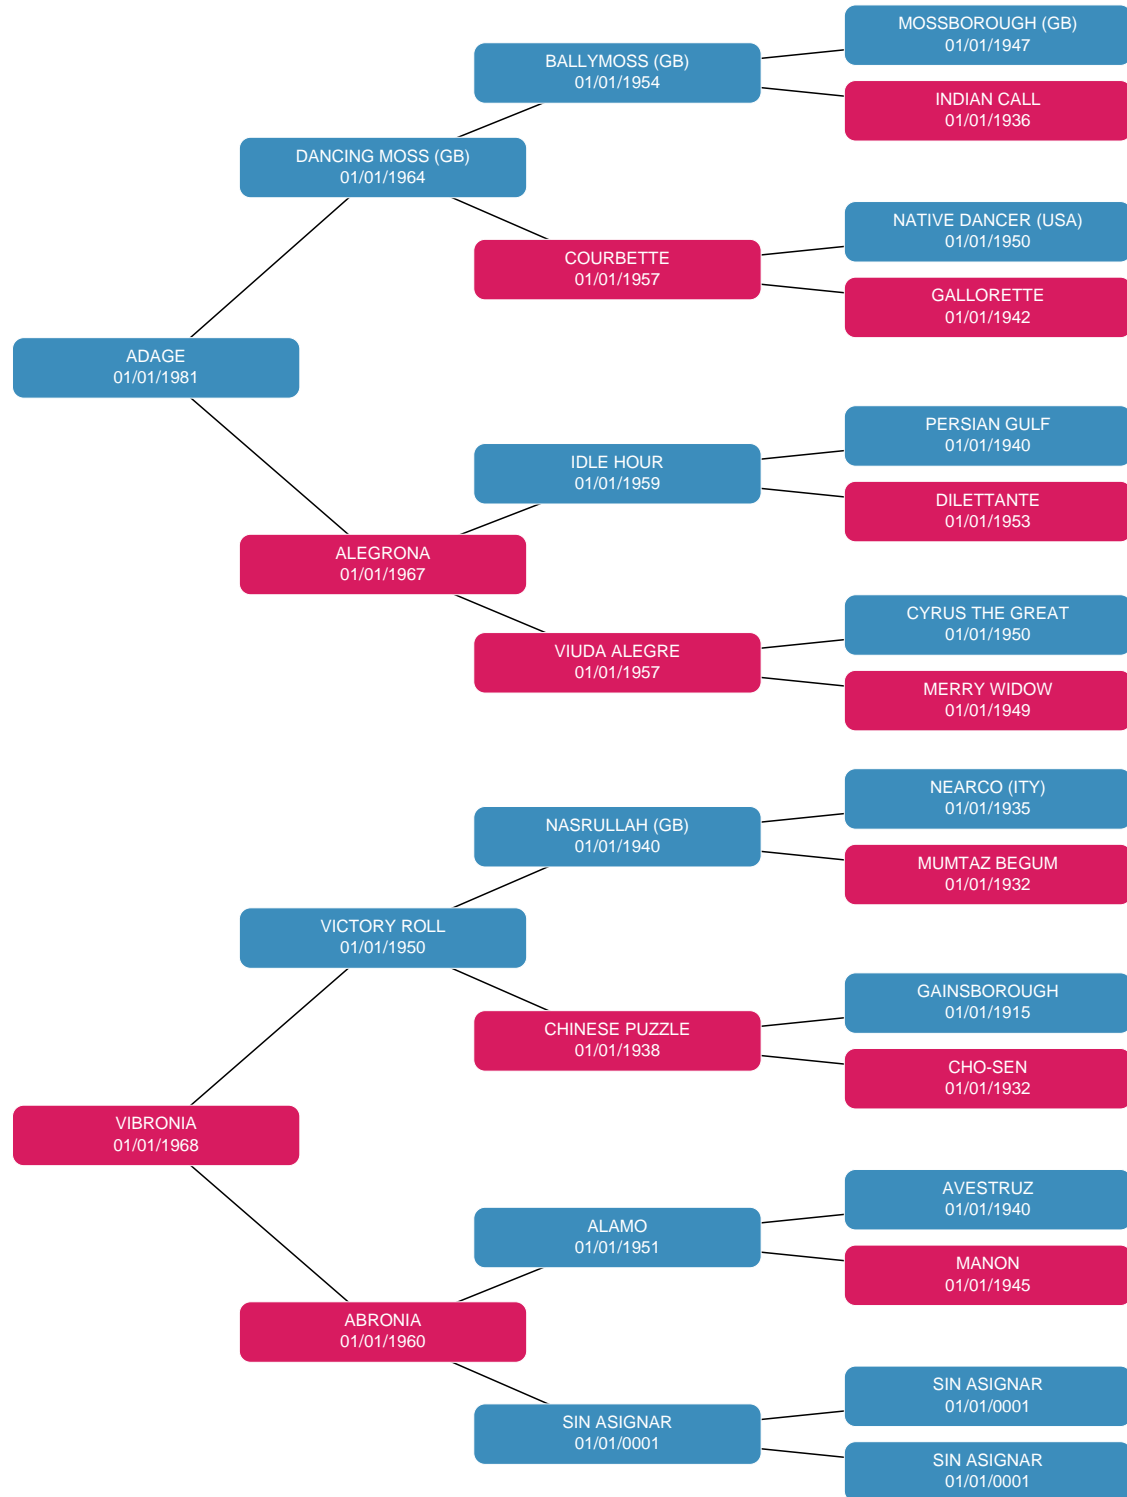 MOSSBOROUGH (GB)
01/01/1947
BALLYMOSS (GB)
01/01/1954
INDIAN CALL
01/01/1936
DANCING MOSS (GB)
01/01/1964
NATIVE DANCER (USA)
01/01/1950
COURBETTE
01/01/1957
GALLORETTE
01/01/1942
ADAGE
01/01/1981
PERSIAN GULF
01/01/1940
IDLE HOUR
01/01/1959
DILETTANTE
01/01/1953
ALEGRONA
01/01/1967
CYRUS THE GREAT
01/01/1950
VIUDA ALEGRE
01/01/1957
MERRY WIDOW
01/01/1949
NEARCO (ITY)
01/01/1935
NASRULLAH (GB)
01/01/1940
MUMTAZ BEGUM
01/01/1932
VICTORY ROLL
01/01/1950
GAINSBOROUGH
01/01/1915
CHINESE PUZZLE
01/01/1938
CHO-SEN
01/01/1932
VIBRONIA
01/01/1968
AVESTRUZ
01/01/1940
ALAMO
01/01/1951
MANON
01/01/1945
ABRONIA
01/01/1960
SIN ASIGNAR
01/01/0001
SIN ASIGNAR
01/01/0001
SIN ASIGNAR
01/01/0001